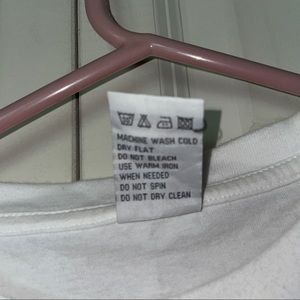 MACHINE WASH COLD
DRY FLAT
DO NOT BLEACH
USE WARM IRON
WHEN NEEDED
DO NOT SPIN
DO NOT DRY CLEAN